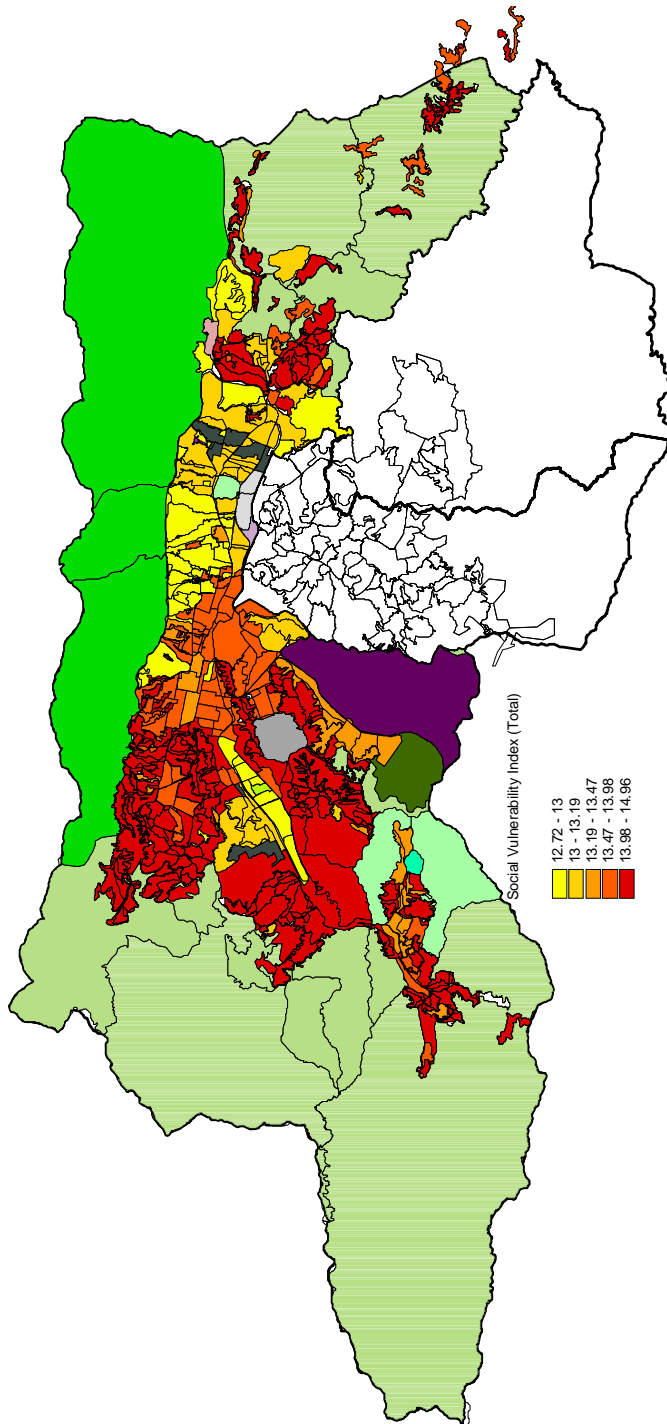 Social Vulnerability Index (Total)
12.72 - 13
13 - 13.19
13.19 - 13.47
13.47 - 13.98
13.98 - 14.96